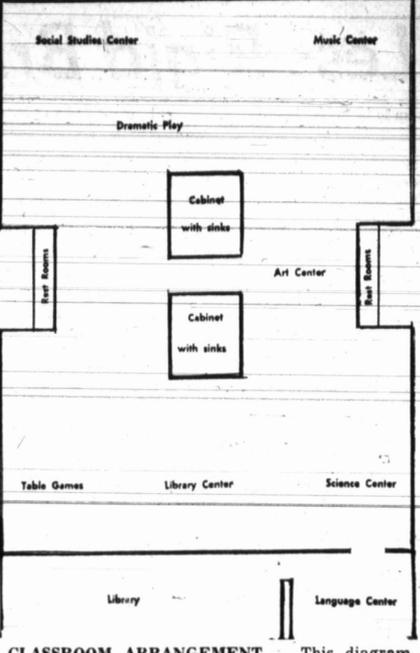 Social Studies Center
Music Center
Dramatic Play
Cabinet
with sinks
Rest Rooms
Art Center
Rest Rooms
Cabinet
with sinks
Table Games
Library Center
Science Center
Library
Language Center
CLASSROOM ARRANGEMENT This diagram